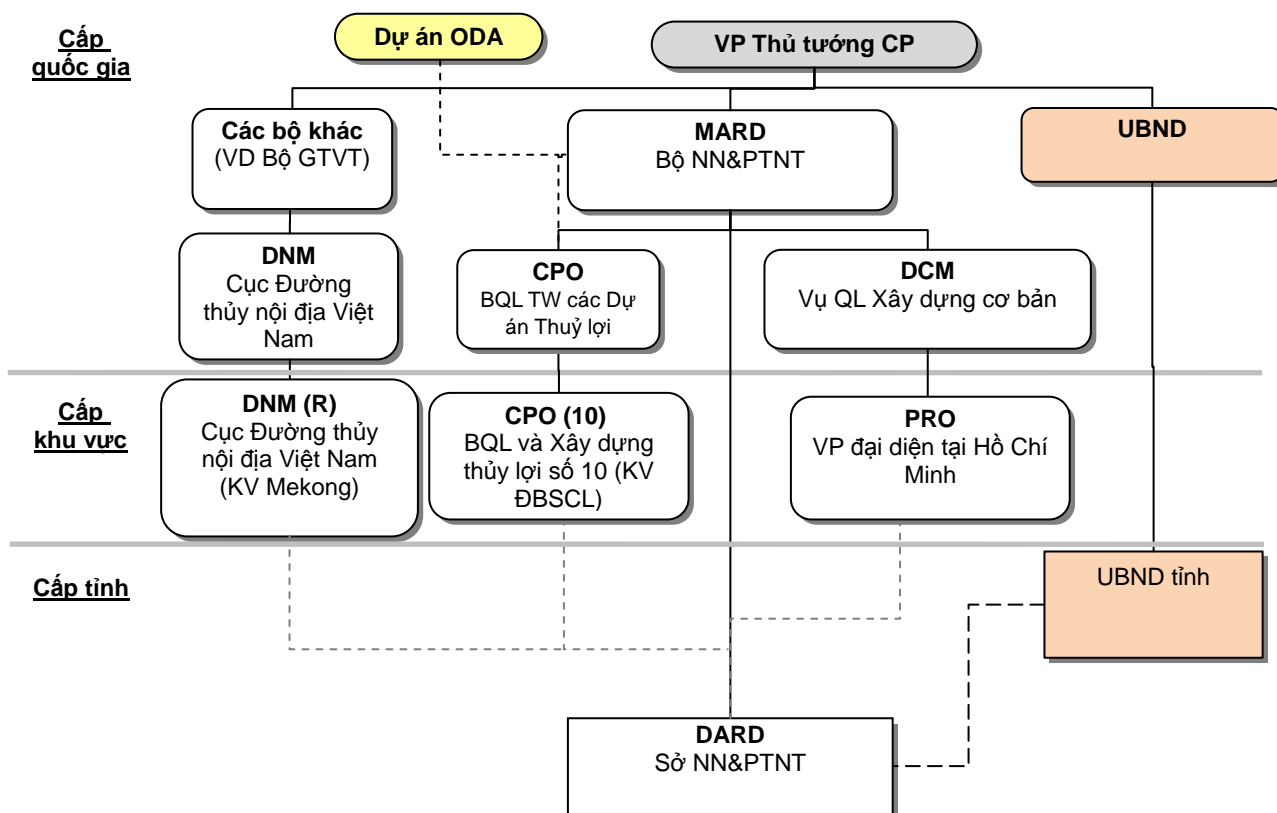 Cấp
quốc gia
Dự án ODA
VP Thủ tướng CP
Các bộ khác
(VD Bộ GTVT)
MARD
Bộ NN&PTNT
UBND
DNM
Cục Đường
thủy nội địa Việt
Nam
CPO
BQL TW các Dự
án Thuỷ lợi
DCM
Vụ QL Xây dựng cơ bản
Cấp
khu vực
DNM (R)
Cục Đường thủy
nội địa Việt Nam
(KV Mekong)
CPO (10)
BQL và Xây dựng
thủy lợi số 10 (KV
ĐBSCL)
PRO
VP đại diện tại Hồ Chí
Minh
Cấp tỉnh
UBND tỉnh
DARD
Sở NN&PTNT